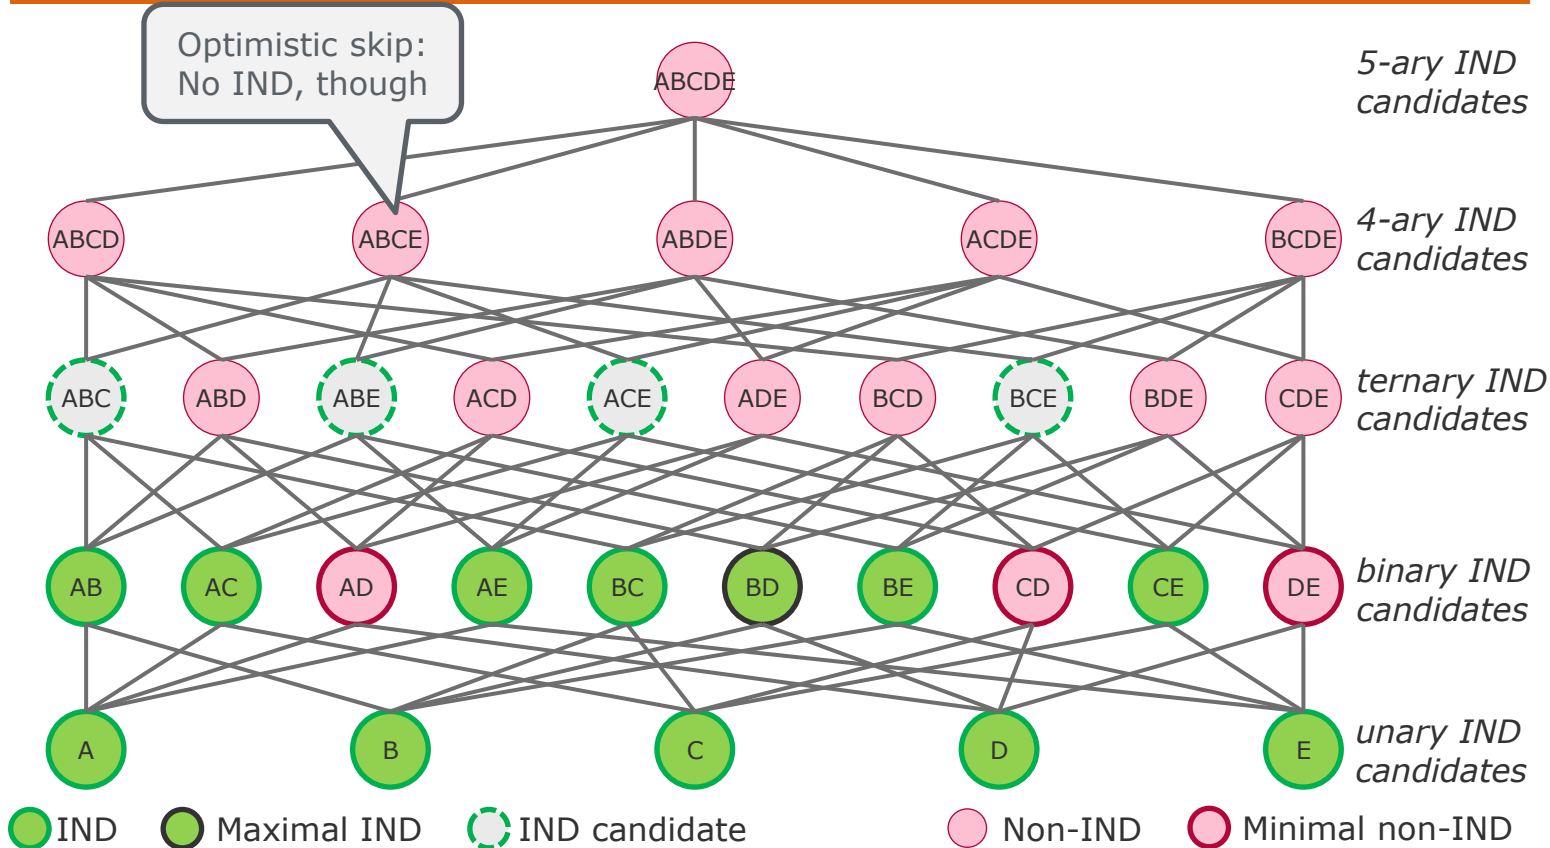 Optimistic skip:
No IND, though
ABCDE
5-ary IND
candidates
ABCD
ABCE
ABDE
ACDE
BCDE
4-ary IND
candidates
ABC
ABD
ABE
ACD
ACE
ADE
BCD
BCE
BDE
CDE
ternary IND
candidates
AB
AC
AD
AE
BC
BD
BE
CD
CE
DE
binary IND
candidates
A
B
C
D
E
unary IND
candidates
IND
Maximal IND
IND candidate
Non-IND
Minimal non-IND